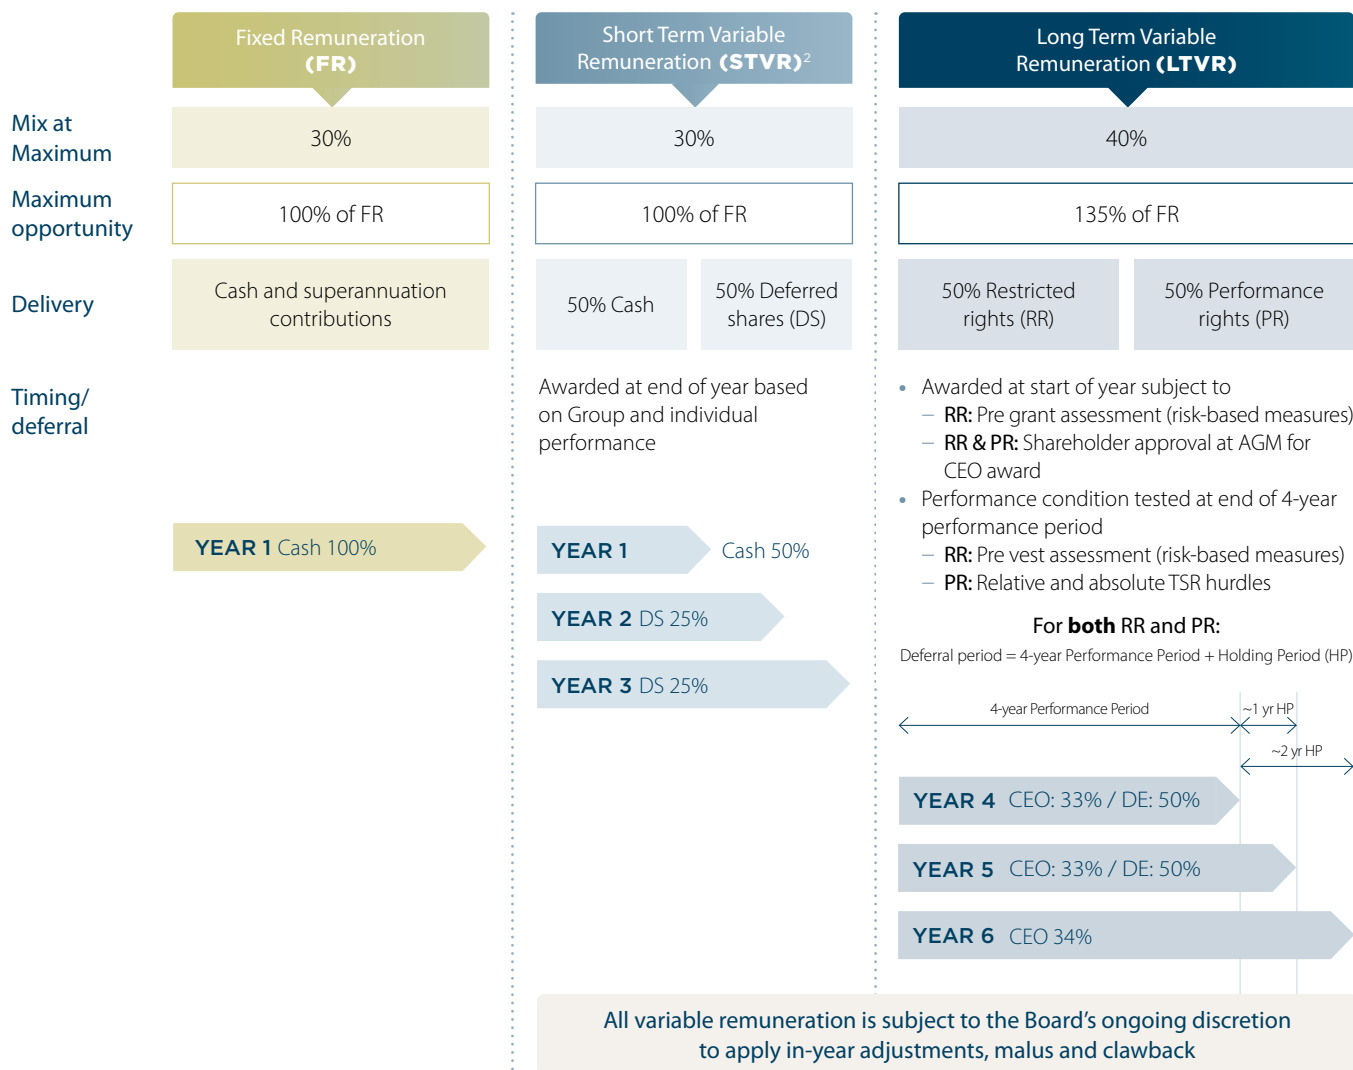 Fixed Remuneration
(FR)
Short Term Variable
Remuneration (STVR)2
Long Term Variable
Remuneration (LTVR)
Mix at
Maximum
30%
30%
40%
Maximum
opportunity
100% of FR
100% of FR
135% of FR
Delivery
Cash and superannuation
contributions
50% Cash
50% Deferred
shares (DS)
50% Restricted
rights (RR)
50% Performance
rights (PR)
Timing/
deferral
YEAR 1 Cash 100%
Awarded at end of year based
on Group and individual
performance
YEAR 1 Cash 50%
YEAR 2 DS 25%
YEAR 3 DS 25%
• Awarded at start of year subject to
– RR: Pre grant assessment (risk-based measures)
– RR & PR: Shareholder approval at AGM for
CEO award
• Performance condition tested at end of 4-year
performance period
– RR: Pre vest assessment (risk-based measures)
– PR: Relative and absolute TSR hurdles
For both RR and PR:
Deferral period = 4-year Performance Period + Holding Period (HP)
4-year Performance Period
~1 yr HP
~2 yr HP
YEAR 4 CEO: 33% / DE: 50%
YEAR 5 CEO: 33% / DE: 50%
YEAR 6 CEO 34%
All variable remuneration is subject to the Board's ongoing discretion
to apply in-year adjustments, malus and clawback